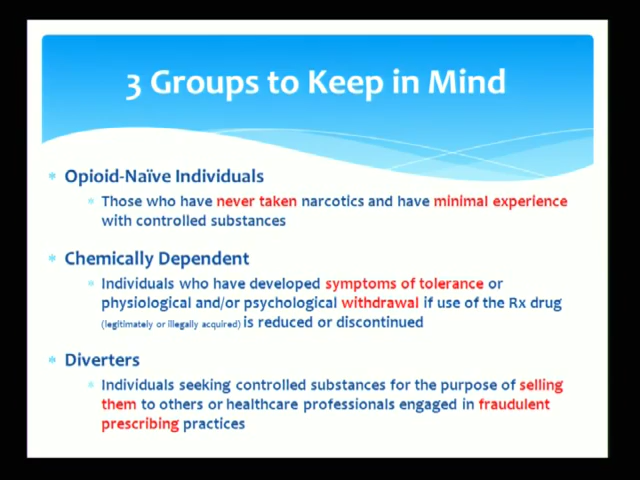 3 Groups to Keep in Mind
Opioid-Naïve Individuals
Those who have never taken narcotics and have minimal experience
with controlled substances
Chemically Dependent
Individuals who have developed symptoms of tolerance or
physiological and/or psychological withdrawal if use of the Rx drug
(legitimately or illegally acquired) is reduced or discontinued
Diverters
Individuals seeking controlled substances for the purpose of selling
them to others or healthcare professionals engaged in fraudulent
prescribing practices